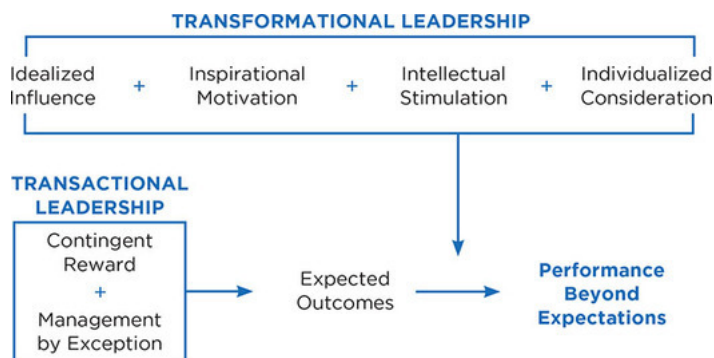 TRANSFORMATIONAL LEADERSHIP
Idealized
Influence
+
Inspirational
Motivation
+
Intellectual
Stimulation
+
Individualized
Consideration
TRANSACTIONAL
LEADERSHIP
Contingent
Reward
+
Management
by Exception
Expected
Outcomes
Performance
Beyond
Expectations